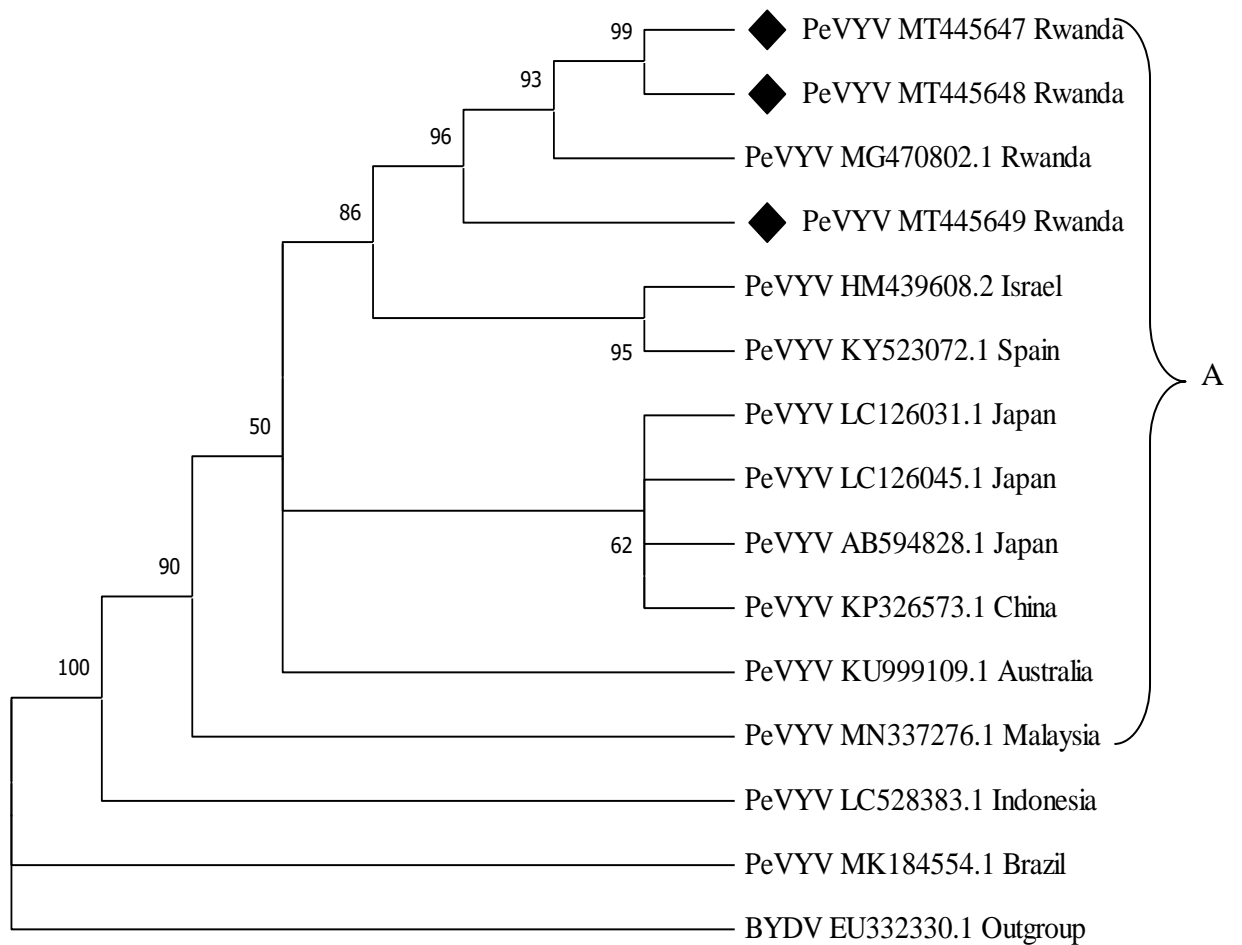 99
PeVYV MT445647 Rwanda
93
PeVYV MT445648 Rwanda
96
PeVYV MG470802.1 Rwanda
86
PeVYV MT445649 Rwanda
PeVYV HM439608.2 Israel
95
PeVYV KY523072.1 Spain
A
PeVYV LC126031.1 Japan
50
PeVYV LC126045.1 Japan
62
PeVYV AB594828.1 Japan
90
PeVYV KP326573.1 China
100
PeVYV KU999109.1 Australia
PeVYV MN337276.1 Malaysia
PeVYV LC528383.1 Indonesia
PeVYV MK184554.1 Brazil
BYDV EU332330.1 Outgroup